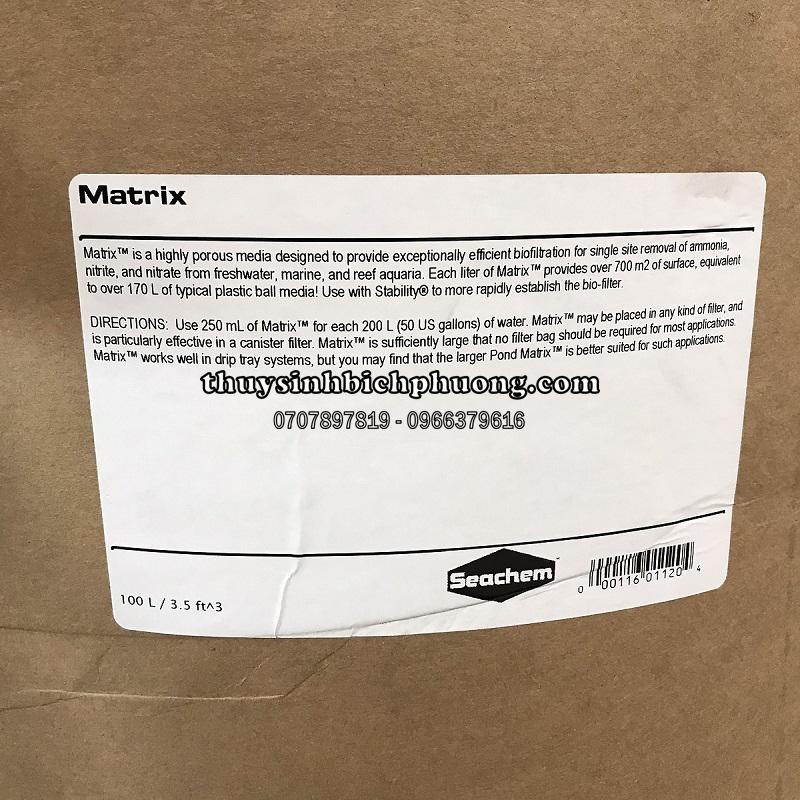 Matrix
Matrix™ is a highly porous media designed to provide exceptionally efficient biofiltration for single site removal of ammonia,
nitrite, and nitrate from freshwater, marine, and reef aquaria. Each liter of Matrix™ provides over 700 m2 of surface, equivalent
to over 170 L of typical plastic ball media! Use with Stability® to more rapidly establish the bio-filter.
DIRECTIONS: Use 250 mL of Matrix™ for each 200 L (50 US gallons) of water. Matrix™ may be placed in any kind of filter, and
is particularly effective in a canister filter. Matrix™ is sufficiently large that no filter bag should be required for most applications.
Matrix™ works well in drip tray systems, but you may find that the larger Pond Matrix™ is better suited for such applications.
thuysinhbichphuong.com
0707897819 - 0966379616
Seachem™
0 00116 01120 4
100 L / 3.5 ft^3